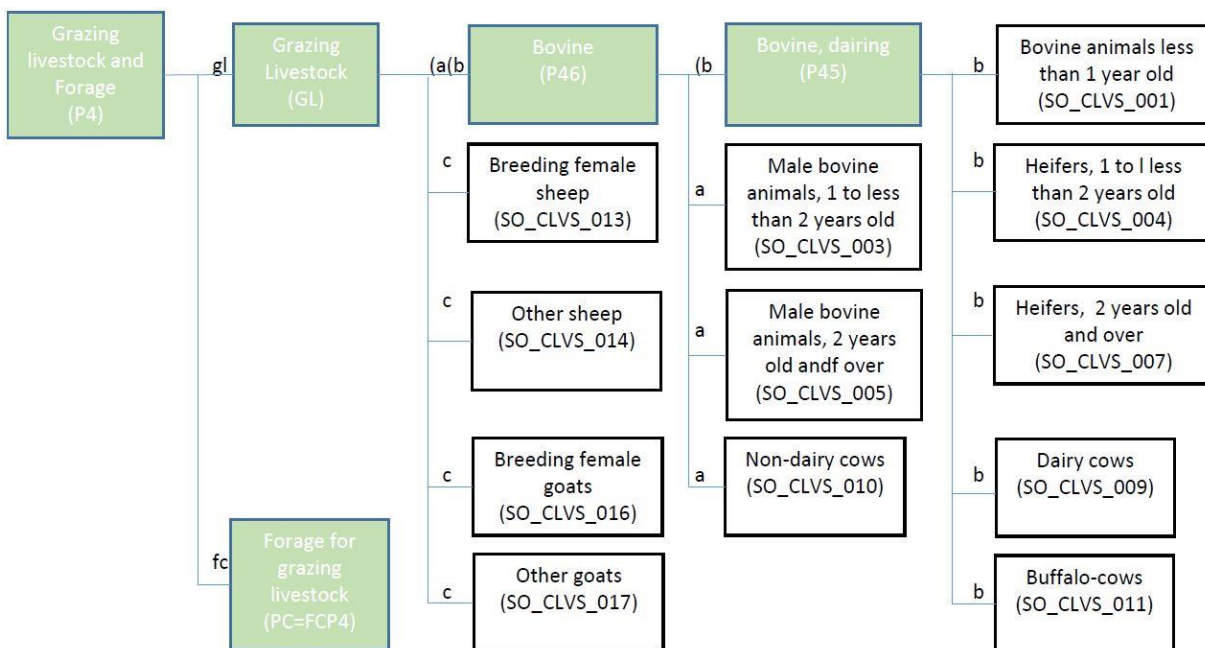 Grazing
livestock and
Forage
(P4)
gl
Grazing
Livestock
(GL)
(a(b
Bovine
(P46)
(b
Bovine, dairing
(P45)
b
Bovine animals less
than 1 year old
(SO_CLVS_001)
c
Breeding female
sheep
(SO_CLVS_013)
a
Male bovine
animals, 1 to less
than 2 years old
(SO_CLVS_003)
b
Heifers, 1 to l less
than 2 years old
(SO_CLVS_004)
c
Other sheep
(SO_CLVS_014)
a
Male bovine
animals, 2 years
old andf over
(SO_CLVS_005)
b
Heifers, 2 years old
and over
(SO_CLVS_007)
c
Breeding female
goats
(SO_CLVS_016)
a
Non-dairy cows
(SO_CLVS_010)
b
Dairy cows
(SO_CLVS_009)
fc
Forage for
grazing
livestock
(PC=FCP4)
c
Other goats
(SO_CLVS_017)
b
Buffalo-cows
(SO_CLVS_011)